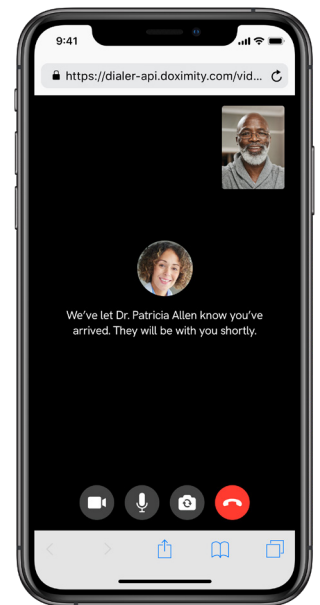 9:41
https://dialer-api.doximity.com/vid...
We've let Dr. Patricia Allen know you've
arrived. They will be with you shortly.